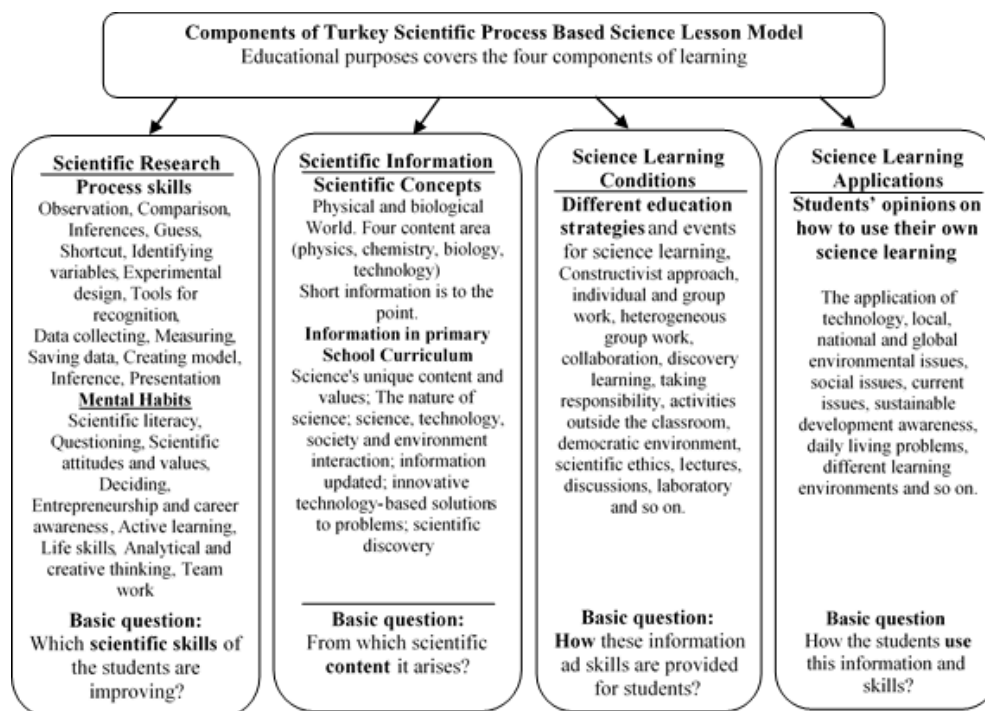 Components of Turkey Scientific Process Based Science Lesson Model
Educational purposes covers the four components of learning
Scientific Research
Process skills
Observation, Comparison,
Inferences, Guess,
Shortcut, Identifying
variables, Experimental
design, Tools for
recognition,
Data collecting, Measuring,
Saving data, Creating model,
Inference, Presentation
Mental Habits
Scientific literacy,
Questioning, Scientific
attitudes and values,
Deciding,
Entrepreneurship and career
awareness, Active learning,
Life skills, Analytical and
creative thinking, Team
work
Basic question:
Which scientific skills of
the students are
improving?
Scientific Information
Scientific Concepts
Physical and biological
World. Four content area
(physics, chemistry, biology,
technology)
Short information is to the
point.
Information in primary
School Curriculum
Science's unique content and
values; The nature of
science; science, technology,
society and environment
interaction; information
updated; innovative
technology-based solutions
to problems; scientific
discovery
Basic question:
From which scientific
content it arises?
Science Learning
Conditions
Different education
strategies and events
for science learning,
Constructivist approach,
individual and group
work, heterogeneous
group work,
collaboration, discovery
learning, taking
responsibility, activities
outside the classroom,
democratic environment,
scientific ethics, lectures,
discussions, laboratory
and so on.
Basic question:
How these information
ad skills are provided
for students?
Science Learning
Applications
Students' opinions on
how to use their own
science learning
The application of
technology, local,
national and global
environmental issues,
social issues, current
issues, sustainable
development awareness,
daily living problems,
different learning
environments and so on.
Basic question
How the students use
this information and
skills?